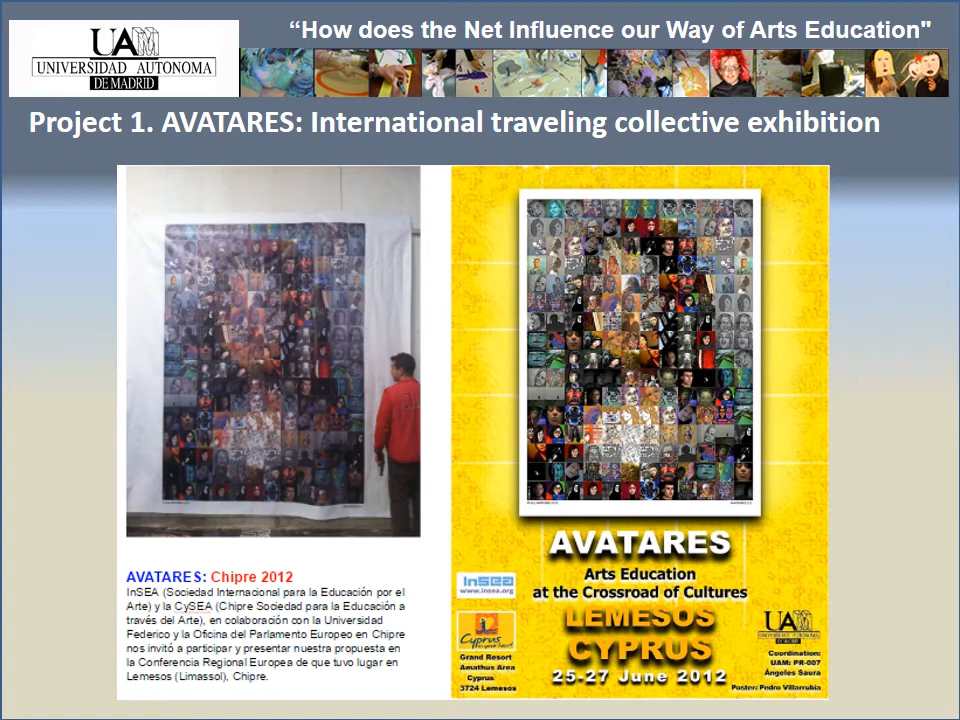 “How does the Net Influence our Way of Arts Education"
UAM
UNIVERSIDAD AUTONOMA
DE MADRID
Project 1. AVATARES: International traveling collective exhibition
AVATARES: Chipre 2012
InSEA (Sociedad Internacional para la Educación por el
Arte) y la CySEA (Chipre Sociedad para la Educación a
través del Arte), en colaboración con la Universidad
Federico y la Oficina del Parlamento Europeo en Chipre
nos invitó a participar y presentar nuestra propuesta en
la Conferencia Regional Europea de que tuvo lugar en
Lemesos (Limassol), Chipre.
AVATARES
Arts Education
at the Crossroad of Cultures
LEMESOS
CYPRUS
25-27 June 2012
InSEA
www.insea.org
Cyprus
in your heart
Grand Resort
Amathus Area
Cyprus
3724 Lemesos
UAM
Coordination:
UAM: PR-007
Ángeles Saura
Poster: Pedro Villarrubia